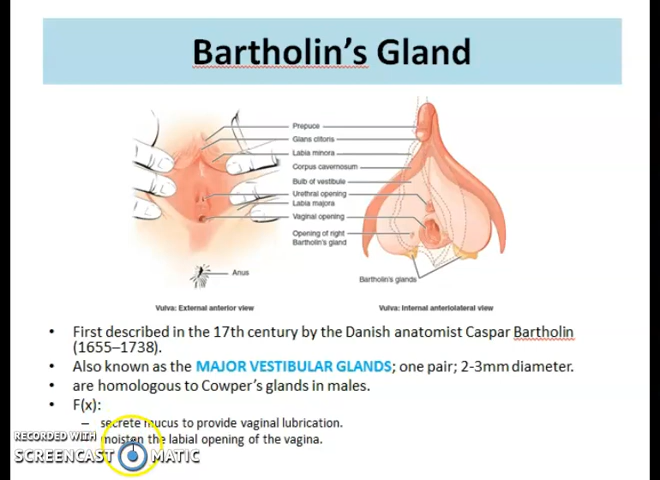 Bartholin's Gland
Prepuce
Glans clitoris
Labia minora
Corpus cavernosum
Bulb of vestibule
Urethral opening
Labia majora
Vaginal opening
Opening of right
Bartholin's gland
Anus
Bartholin's glands
Vulva: External anterior view
Vulva: Internal anteriolateral view
• First described in the 17th century by the Danish anatomist Caspar Bartholin
(1655–1738).
• Also known as the MAJOR VESTIBULAR GLANDS; one pair; 2-3mm diameter.
• are homologous to Cowper's glands in males.
• F(x):
– secrete mucus to provide vaginal lubrication.
moisten the labial opening of the vagina.
RECORDED WITH
SCREENCAST MATIC